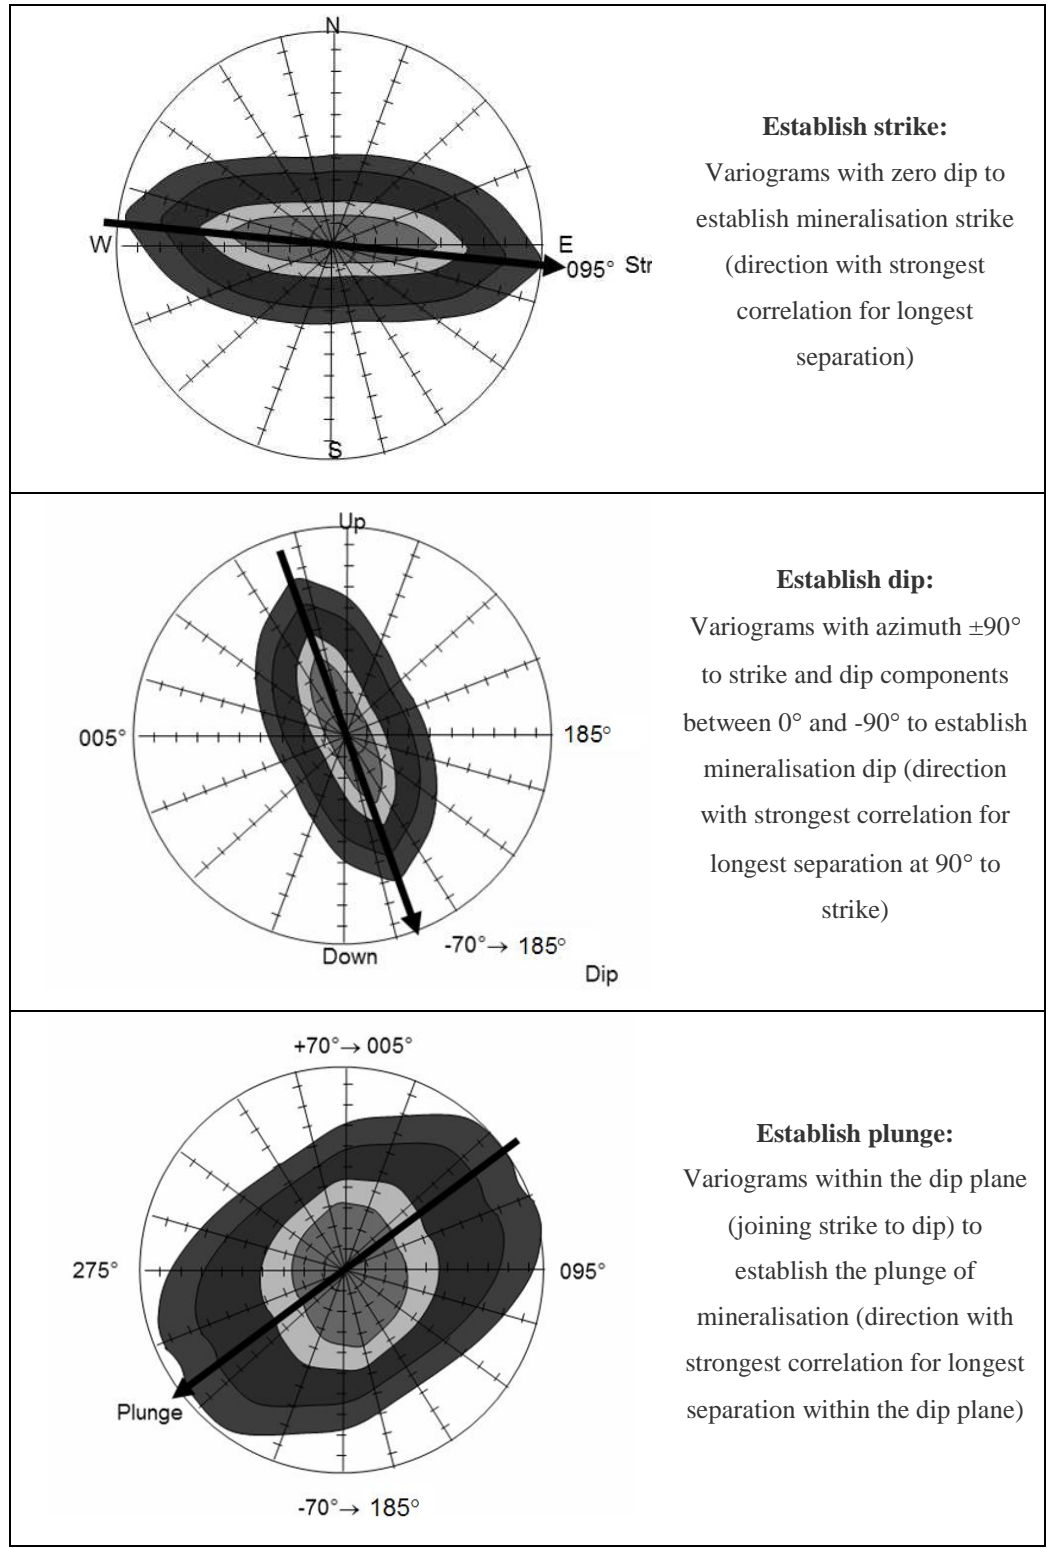 N
W
E
095° Str
S
Establish strike:
Variograms with zero dip to
establish mineralisation strike
(direction with strongest
correlation for longest
separation)
Up
005°
185°
Down
-70°→ 185°
Dip
Establish dip:
Variograms with azimuth ±90°
to strike and dip components
between 0° and -90° to establish
mineralisation dip (direction
with strongest correlation for
longest separation at 90° to
strike)
+70°→ 005°
275°
095°
Plunge
-70°→ 185°
Establish plunge:
Variograms within the dip plane
(joining strike to dip) to
establish the plunge of
mineralisation (direction with
strongest correlation for longest
separation within the dip plane)